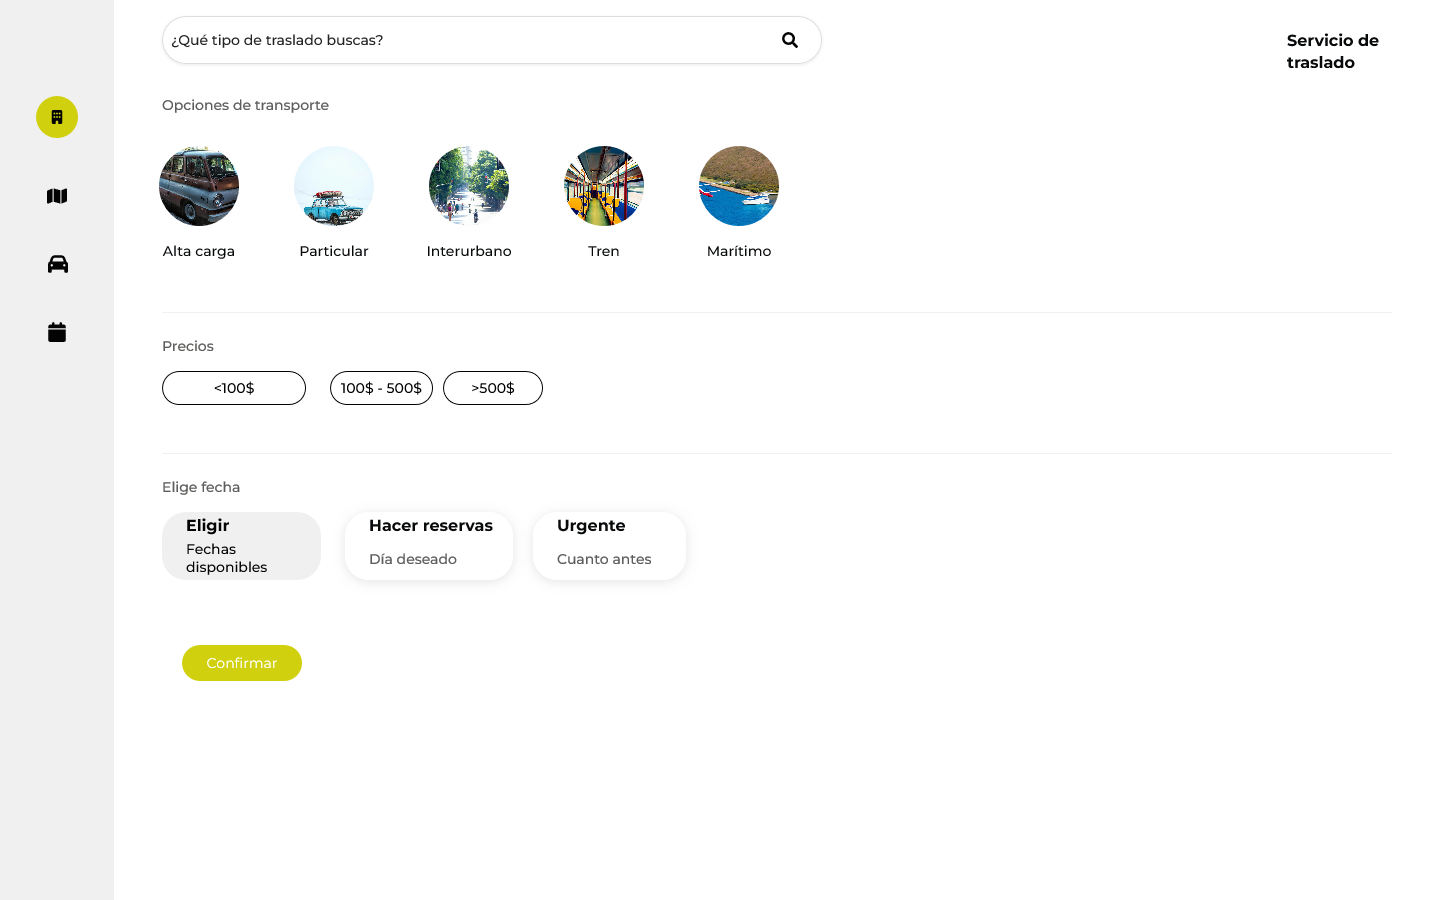 ¿Qué tipo de traslado buscas?
Servicio de
traslado
Opciones de transporte
Alta carga
Particular
Interurbano
Tren
Marítimo
Precios
<100$
100$ - 500$
>500$
Elige fecha
Eligir
Fechas
disponibles
Hacer reservas
Día deseado
Urgente
Cuanto antes
Confirmar